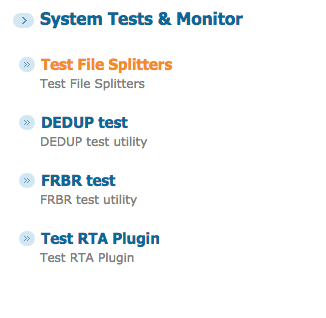 System Tests & Monitor
Test File Splitters
Test File Splitters
DEDUP test
DEDUP test utility
FRBR test
FRBR test utility
Test RTA Plugin
Test RTA Plugin